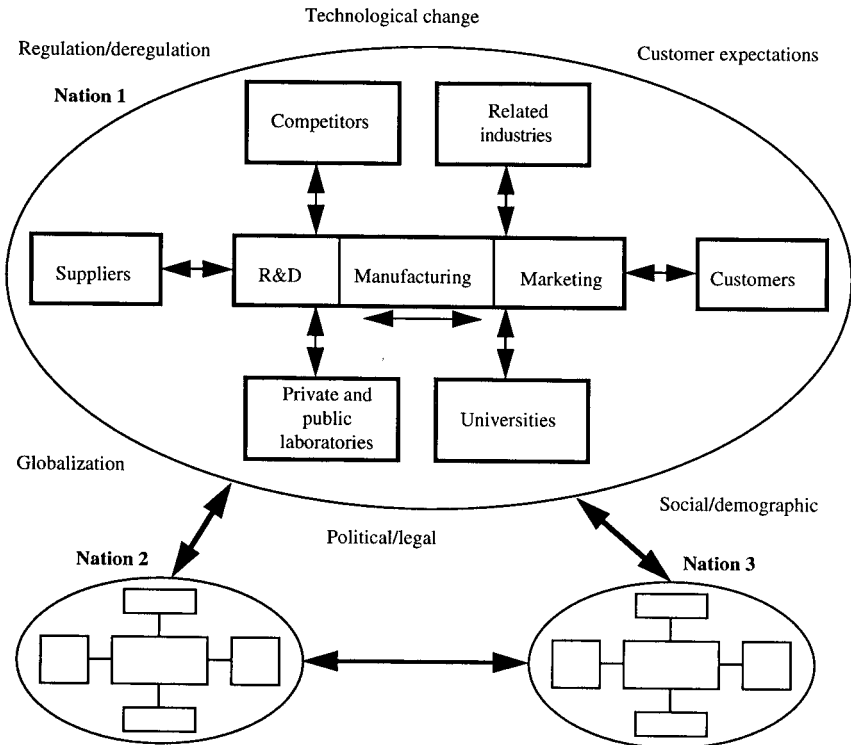 Technological change
Regulation/deregulation
Customer expectations
Nation 1
Competitors
Related
industries
Suppliers
R&D
Manufacturing
Marketing
Customers
Private and
public
laboratories
Universities
Globalization
Social/demographic
Political/legal
Nation 2
Nation 3